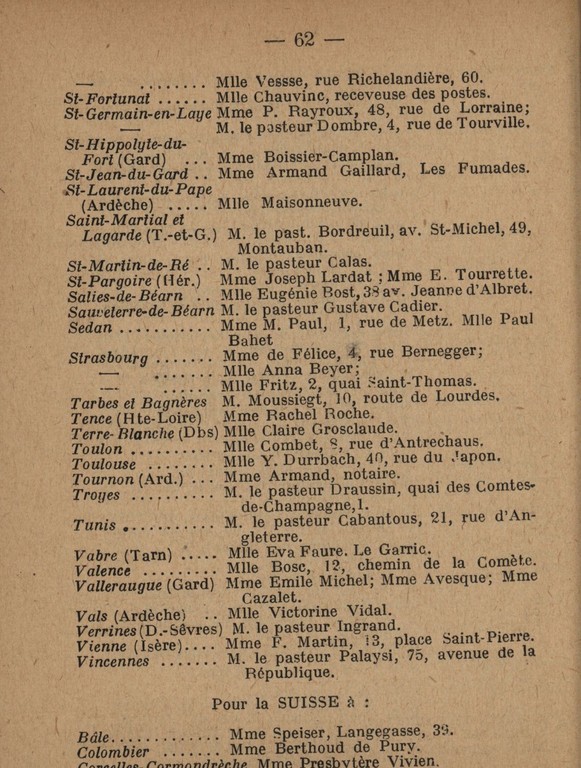 — 62 —
— ........ Mlle Vessse, rue Richelandière, 60.
St-Fortunat ...... Mlle Chauvinc, receveuse des postes.
St-Germain-en-Laye Mme P. Rayroux, 48, rue de Lorraine;
— M. le pasteur Dombre, 4, rue de Tourville.
St-Hippolyte-du-
Fort (Gard) ... Mme Boissier-Camplan.
St-Jean-du-Gard .. Mme Armand Gaillard, Les Fumades.
St-Laurent-du-Pape
(Ardèche) ..... Mlle Maisonneuve.
Saint-Martial et
Lagarde (T.-et-G.) M. le past. Bordreuil, av. St-Michel, 49,
Montauban.
St-Martin-de-Ré .. M. le pasteur Calas.
St-Pargoire (Hér.) Mme Joseph Lardat ; Mme E. Tourrette.
Salies-de-Béarn .. Mlle Eugénie Bost, 38 av. Jeanne d'Albret.
Sauveterre-de-Béarn M. le pasteur Gustave Cadier.
Sedan ........... Mme M. Paul, 1, rue de Metz. Mlle Paul
Bahet
Strasbourg ....... Mme de Félice, 4, rue Bernegger;
— ....... Mlle Anna Beyer;
— ...... Mlle Fritz, 2, quai Saint-Thomas.
Tarbes et Bagnères M. Moussiegt, 10, route de Lourdes.
Tence (Hte-Loire) Mme Rachel Roche.
Terre-Blanche (Dbs) Mlle Claire Grosclaude.
Toulon .......... Mlle Combet, 8, rue d'Antrechaus.
Toulouse ........ Mlle Y. Durrbach, 40, rue du Japon.
Tournon (Ard.) ... Mme Armand, notaire.
Troyes .......... M. le pasteur Draussin, quai des Comtes-
de-Champagne, 1.
Tunis ........... M. le pasteur Cabantous, 21, rue d'An-
gleterre.
Vabre (Tarn) ..... Mlle Eva Faure. Le Garric.
Valence ......... Mlle Bosc, 12, chemin de la Comète.
Valleraugue (Gard) Mme Emile Michel; Mme Avesque; Mme
Cazalet.
Vals (Ardèche) .. Mlle Victorine Vidal.
Verrines (D.-Sèvres) M. le pasteur Ingrand.
Vienne (Isère).... Mme F. Martin, 13, place Saint-Pierre.
Vincennes ....... M. le pasteur Palaysi, 75, avenue de la
République.
Pour la SUISSE à :
Bâle............. Mme Speiser, Langegasse, 39.
Colombier ....... Mme Berthoud de Pury.
Corcelles-Cormondrèche Mme Presbytère Vivien.